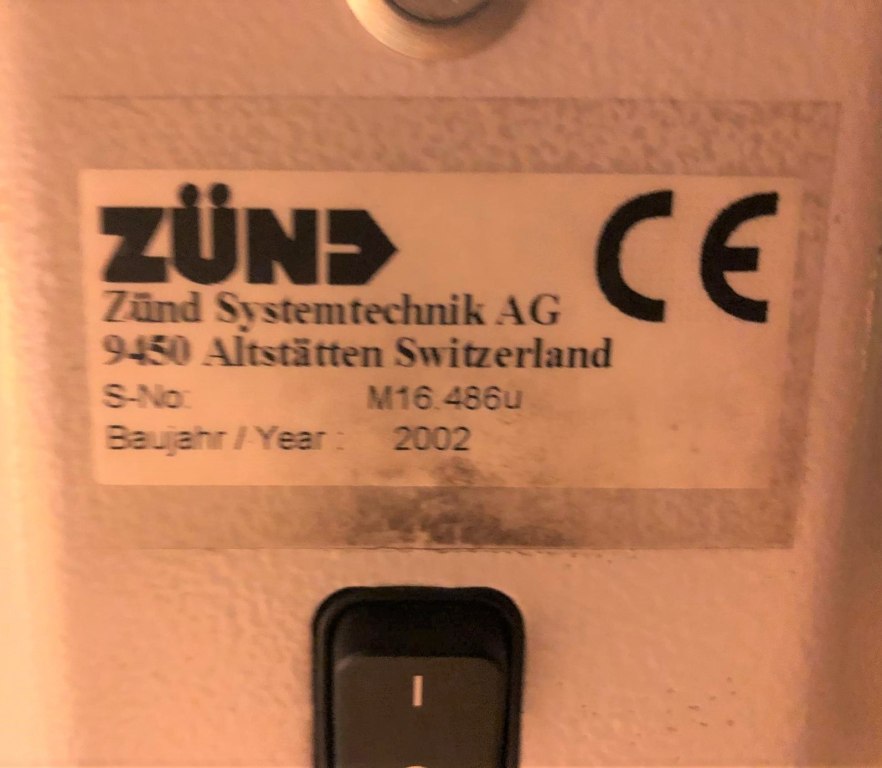 ZÜND CE
Zünd Systemtechnik AG
9450 Altstätten Switzerland
S-No: M16.486u
Baujahr / Year : 2002
I